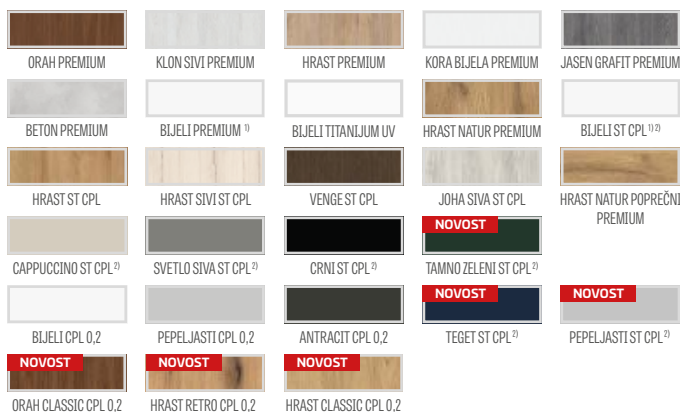 ORAH PREMIUM
KLON SIVI PREMIUM
HRAST PREMIUM
KORA BIJELA PREMIUM
JASEN GRAFIT PREMIUM
BETON PREMIUM
BIJELI PREMIUM ¹⁾
BIJELI TITANIJUM UV
HRAST NATUR PREMIUM
BIJELI ST CPL ¹⁾ ²⁾
HRAST ST CPL
HRAST SIVI ST CPL
VENGE ST CPL
JOHA SIVA ST CPL
HRAST NATUR POPREČNI
PREMIUM
CAPPUCCINO ST CPL ²⁾
SVETLO SIVA ST CPL ²⁾
CRNI ST CPL ²⁾
NOVOST
TAMNO ZELENI ST CPL ²⁾
BIJELI CPL 0,2
PEPELJASTI CPL 0,2
ANTRACIT CPL 0,2
NOVOST
TEGET ST CPL ²⁾
NOVOST
PEPELJASTI ST CPL ²⁾
NOVOST
ORAH CLASSIC CPL 0,2
NOVOST
HRAST RETRO CPL 0,2
NOVOST
HRAST CLASSIC CPL 0,2